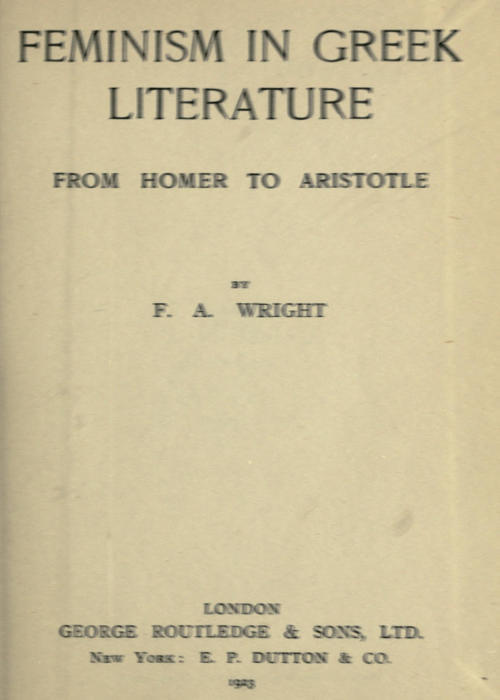 FEMINISM IN GREEK
LITERATURE
FROM HOMER TO ARISTOTLE
BY
F. A. WRIGHT
LONDON
GEORGE ROUTLEDGE & SONS, LTD.
NEW YORK: E. P. DUTTON & CO.
1923